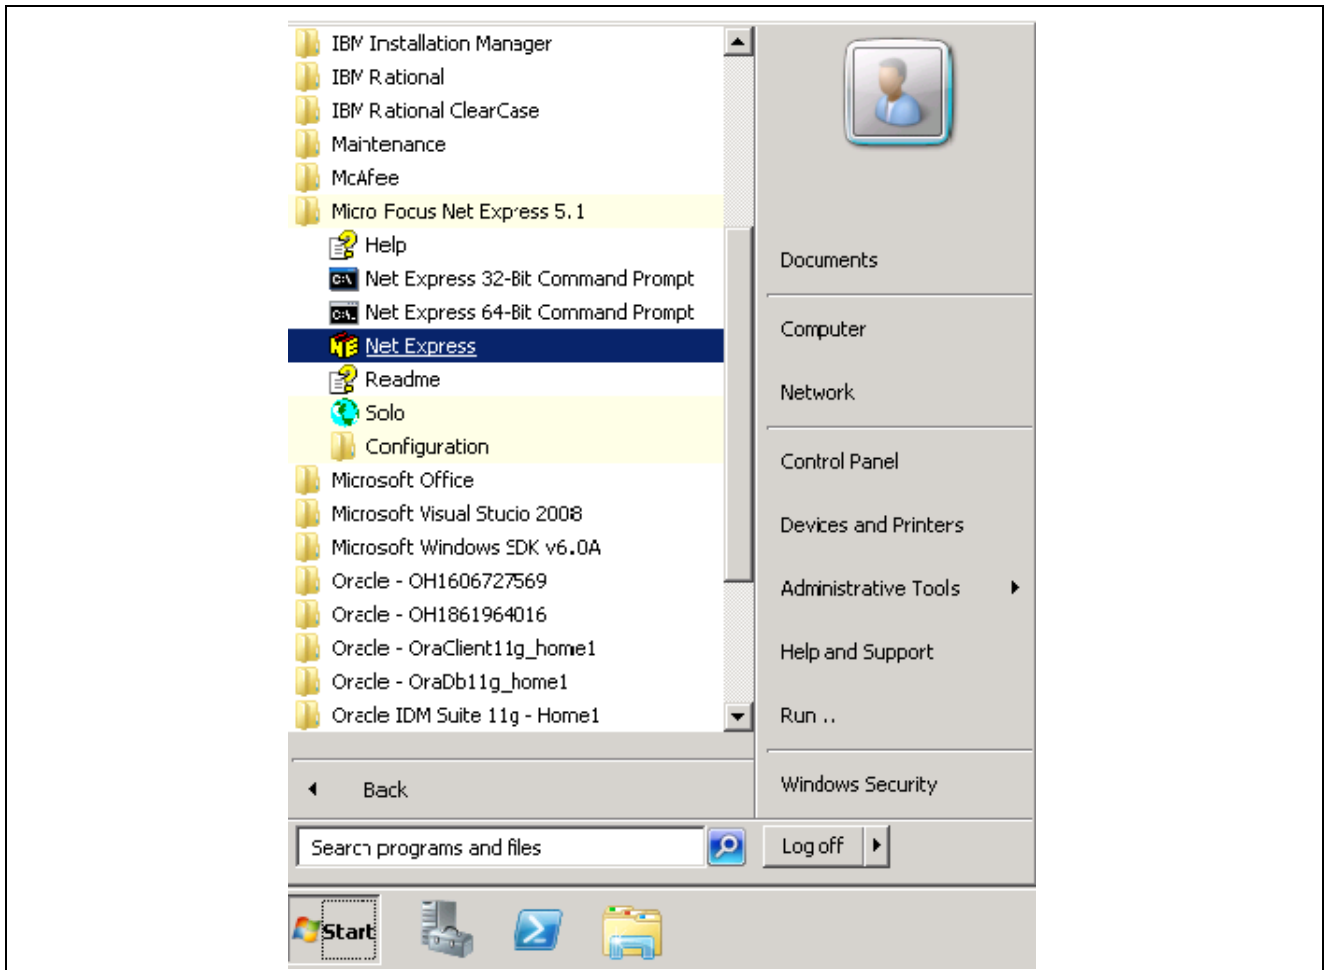 IBM Installation Manager
IBM Rational
IBM Rational ClearCase
Maintenance
McAfee
Micro Focus Net Express 5.1
Help
Net Express 32-Bit Command Prompt
Net Express 64-Bit Command Prompt
Net Express
Readme
Solo
Configuration
Microsoft Office
Microsoft Visual Studio 2008
Microsoft Windows SDK v6.0A
Oracle - OH1606727569
Oracle - OH1861964016
Oracle - OraClient11g_home1
Oracle - OraDb11g_home1
Oracle IDM Suite 11g - Home1
Back
Search programs and files
Documents
Computer
Network
Control Panel
Devices and Printers
Administrative Tools
Help and Support
Run ..
Windows Security
Log off
Start